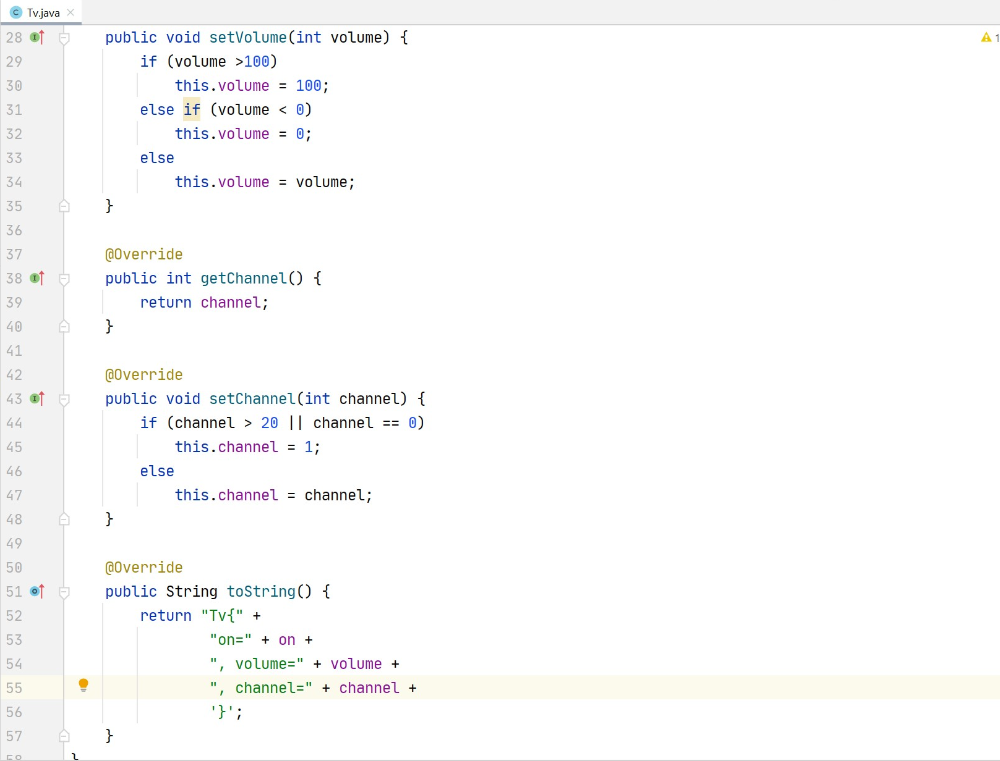 Tv.java
28 public void setVolume(int volume) {
1
29 if (volume >100)
30 this.volume = 100;
31 else if (volume < 0)
32 this.volume = 0;
33 else
34 this.volume = volume;
35 }
36
37 @Override
38 public int getChannel() {
39 return channel;
40 }
41
42 @Override
43 public void setChannel(int channel) {
44 if (channel > 20 || channel == 0)
45 this.channel = 1;
46 else
47 this.channel = channel;
48 }
49
50 @Override
51 public String toString() {
52 return "Tv{" +
53 "on=" + on +
54 ", volume=" + volume +
55 ", channel=" + channel +
56 '}';
57 }
58 }